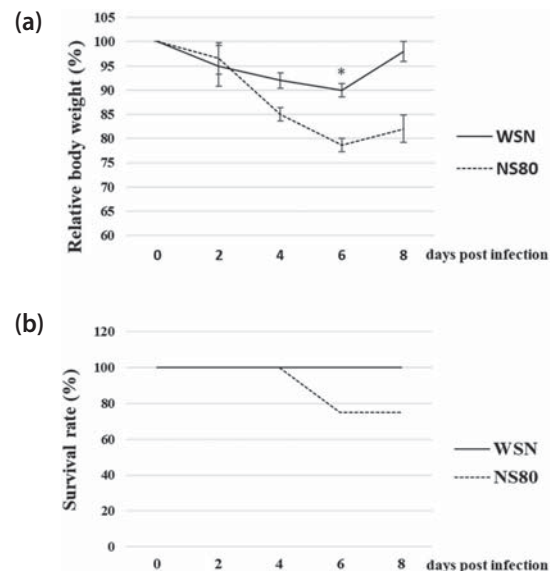 (a)
105
100
95
90
85
80
75
70
65
60
Relative body weight (%)
*
WSN
NS80
0 2 4 6 8 days post infection
(b)
120
100
80
60
40
20
0
Survival rate (%)
WSN
NS80
0 2 4 6 8 days post infection